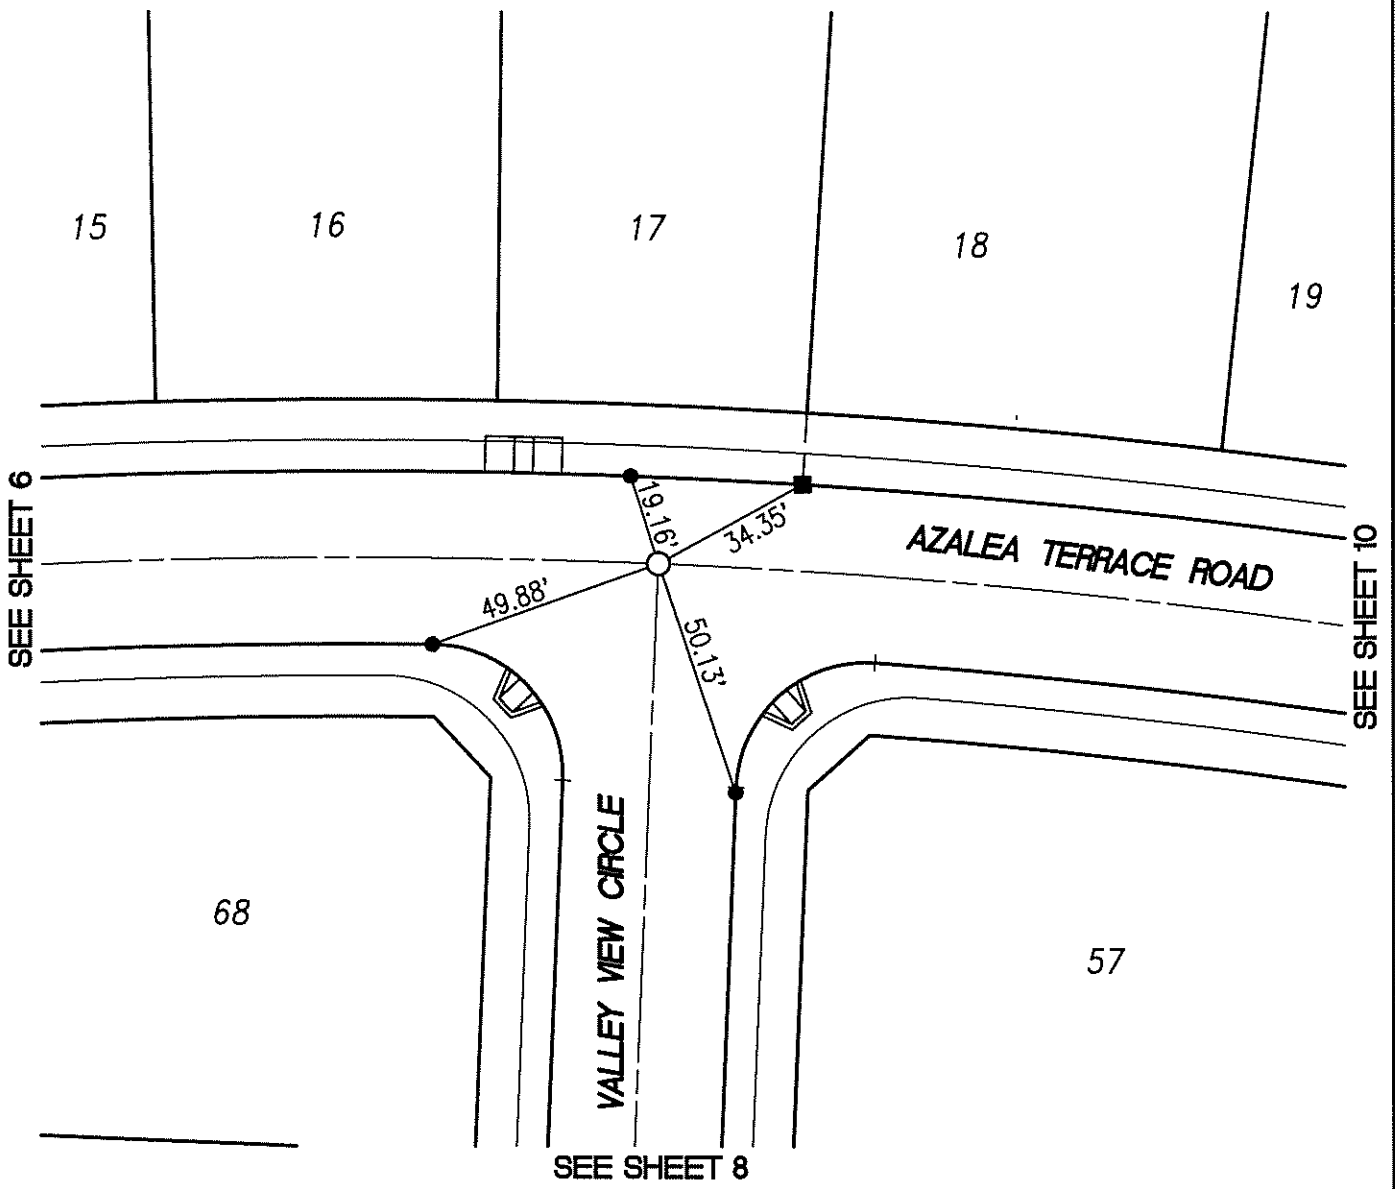 15
16
17
18
19
SEE SHEET 6
19.16'
34.35'
AZALEA TERRACE ROAD
SEE SHEET 10
49.88'
50.13'
VALLEY VIEW CIRCLE
68
57
SEE SHEET 8